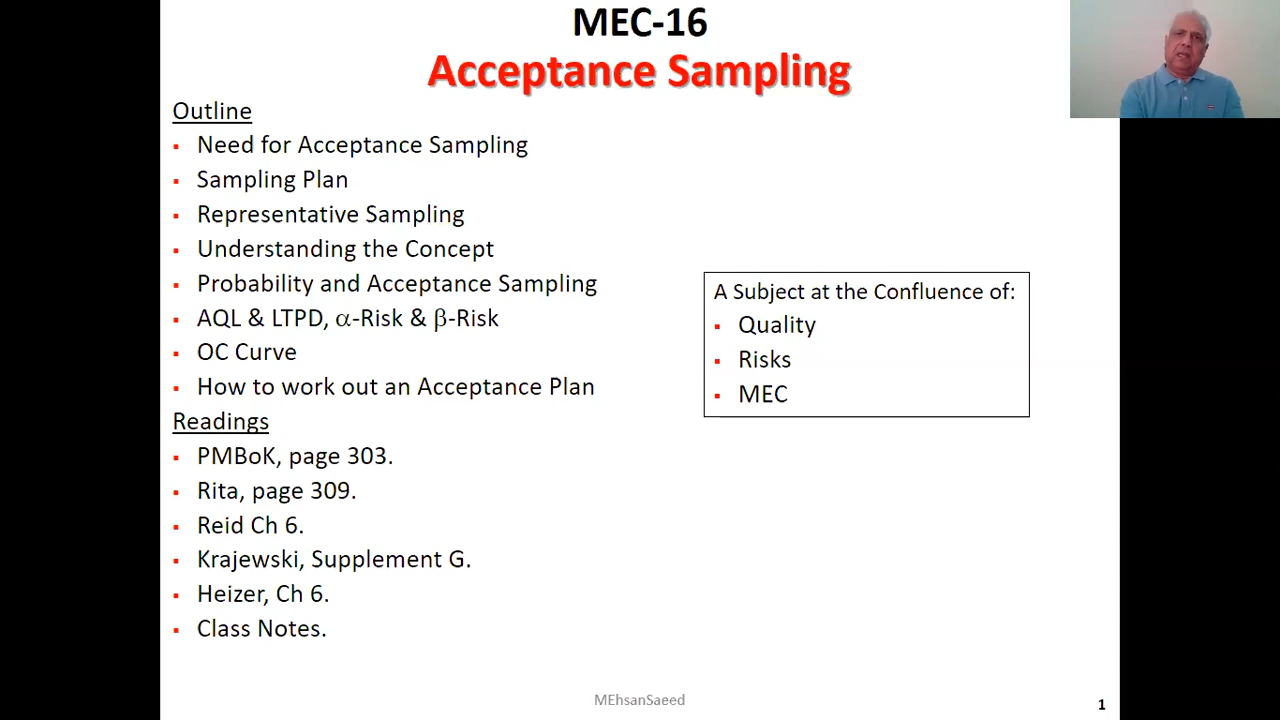 MEC-16
Acceptance Sampling
Outline
▪ Need for Acceptance Sampling
▪ Sampling Plan
▪ Representative Sampling
▪ Understanding the Concept
▪ Probability and Acceptance Sampling
▪ AQL & LTPD, α-Risk & β-Risk
▪ OC Curve
▪ How to work out an Acceptance Plan
Readings
▪ PMBoK, page 303.
▪ Rita, page 309.
▪ Reid Ch 6.
▪ Krajewski, Supplement G.
▪ Heizer, Ch 6.
▪ Class Notes.
A Subject at the Confluence of:
▪ Quality
▪ Risks
▪ MEC
MEhsanSaeed
1